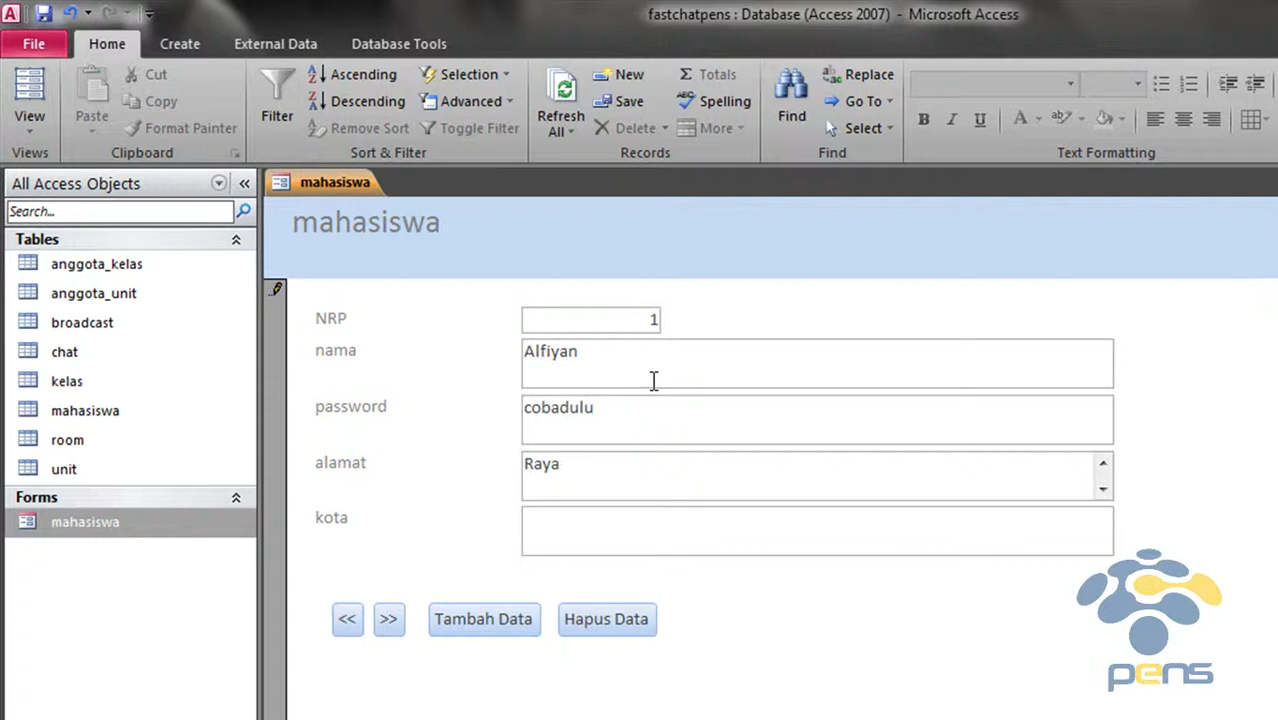 fastchatpens : Database (Access 2007) - Microsoft Access
File Home Create External Data Database Tools
View
Views
Paste
Cut
Copy
Format Painter
Clipboard
Filter
Ascending
Descending
Remove Sort
Selection
Advanced
Toggle Filter
Sort & Filter
Refresh
All
New
Save
Delete
Totals
Spelling
More
Records
Find
Replace
Go To
Select
Find
B I U A ab
Text Formatting
All Access Objects
Search...
Tables
anggota_kelas
anggota_unit
broadcast
chat
kelas
mahasiswa
room
unit
Forms
mahasiswa
mahasiswa
mahasiswa
NRP 1
nama Alfiyan
password cobadulu
alamat Raya
kota
<< >> Tambah Data Hapus Data
pens